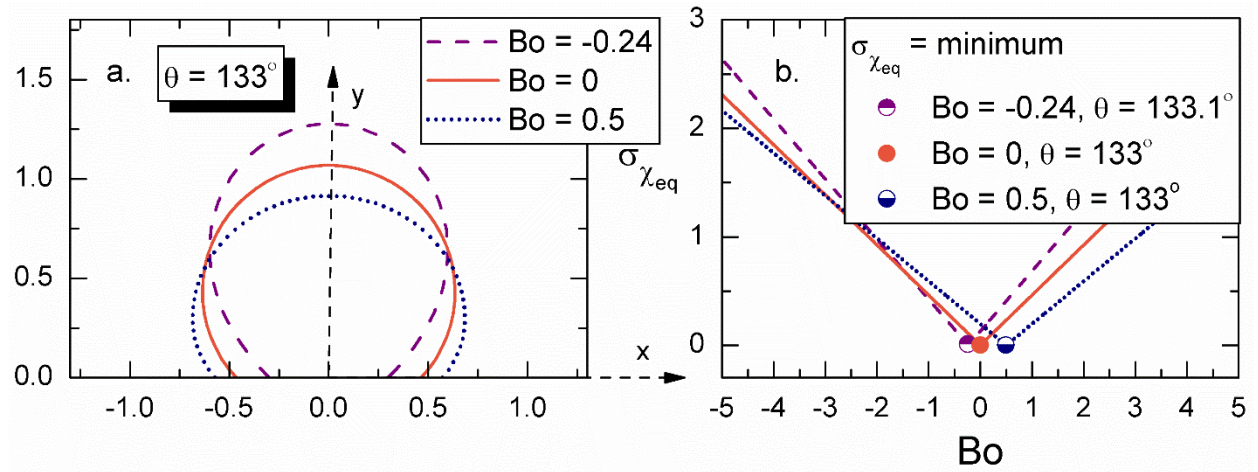 a.
θ = 133°
Bo = -0.24
Bo = 0
Bo = 0.5
y
x
1.5
1.0
0.5
0.0
-1.0 -0.5 0.0 0.5 1.0
σχeq
b.
σχeq = minimum
Bo = -0.24, θ = 133.1°
Bo = 0, θ = 133°
Bo = 0.5, θ = 133°
3
2
1
0
-5 -4 -3 -2 -1 0 1 2 3 4 5
Bo